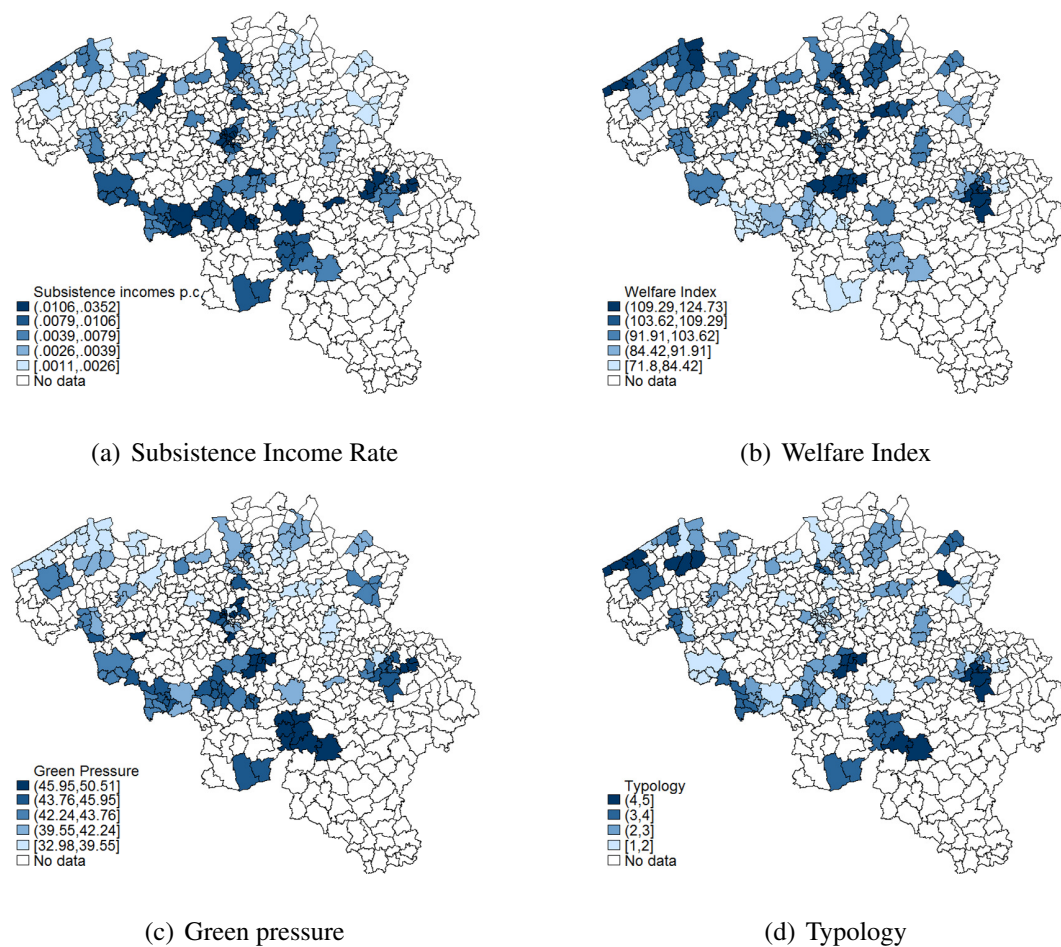 Subsistence incomes p.c.
(.0106,.0352]
(.0079,.0106]
(.0039,.0079]
(.0026,.0039]
[.0011,.0026]
No data
Welfare Index
(109.29,124.73]
(103.62,109.29]
(91.91,103.62]
(84.42,91.91]
[71.8,84.42]
No data
(a) Subsistence Income Rate
(b) Welfare Index
Green Pressure
(45.95,50.51]
(43.76,45.95]
(42.24,43.76]
(39.55,42.24]
[32.98,39.55]
No data
Typology
(4,5]
(3,4]
(2,3]
[1,2]
No data
(c) Green pressure
(d) Typology